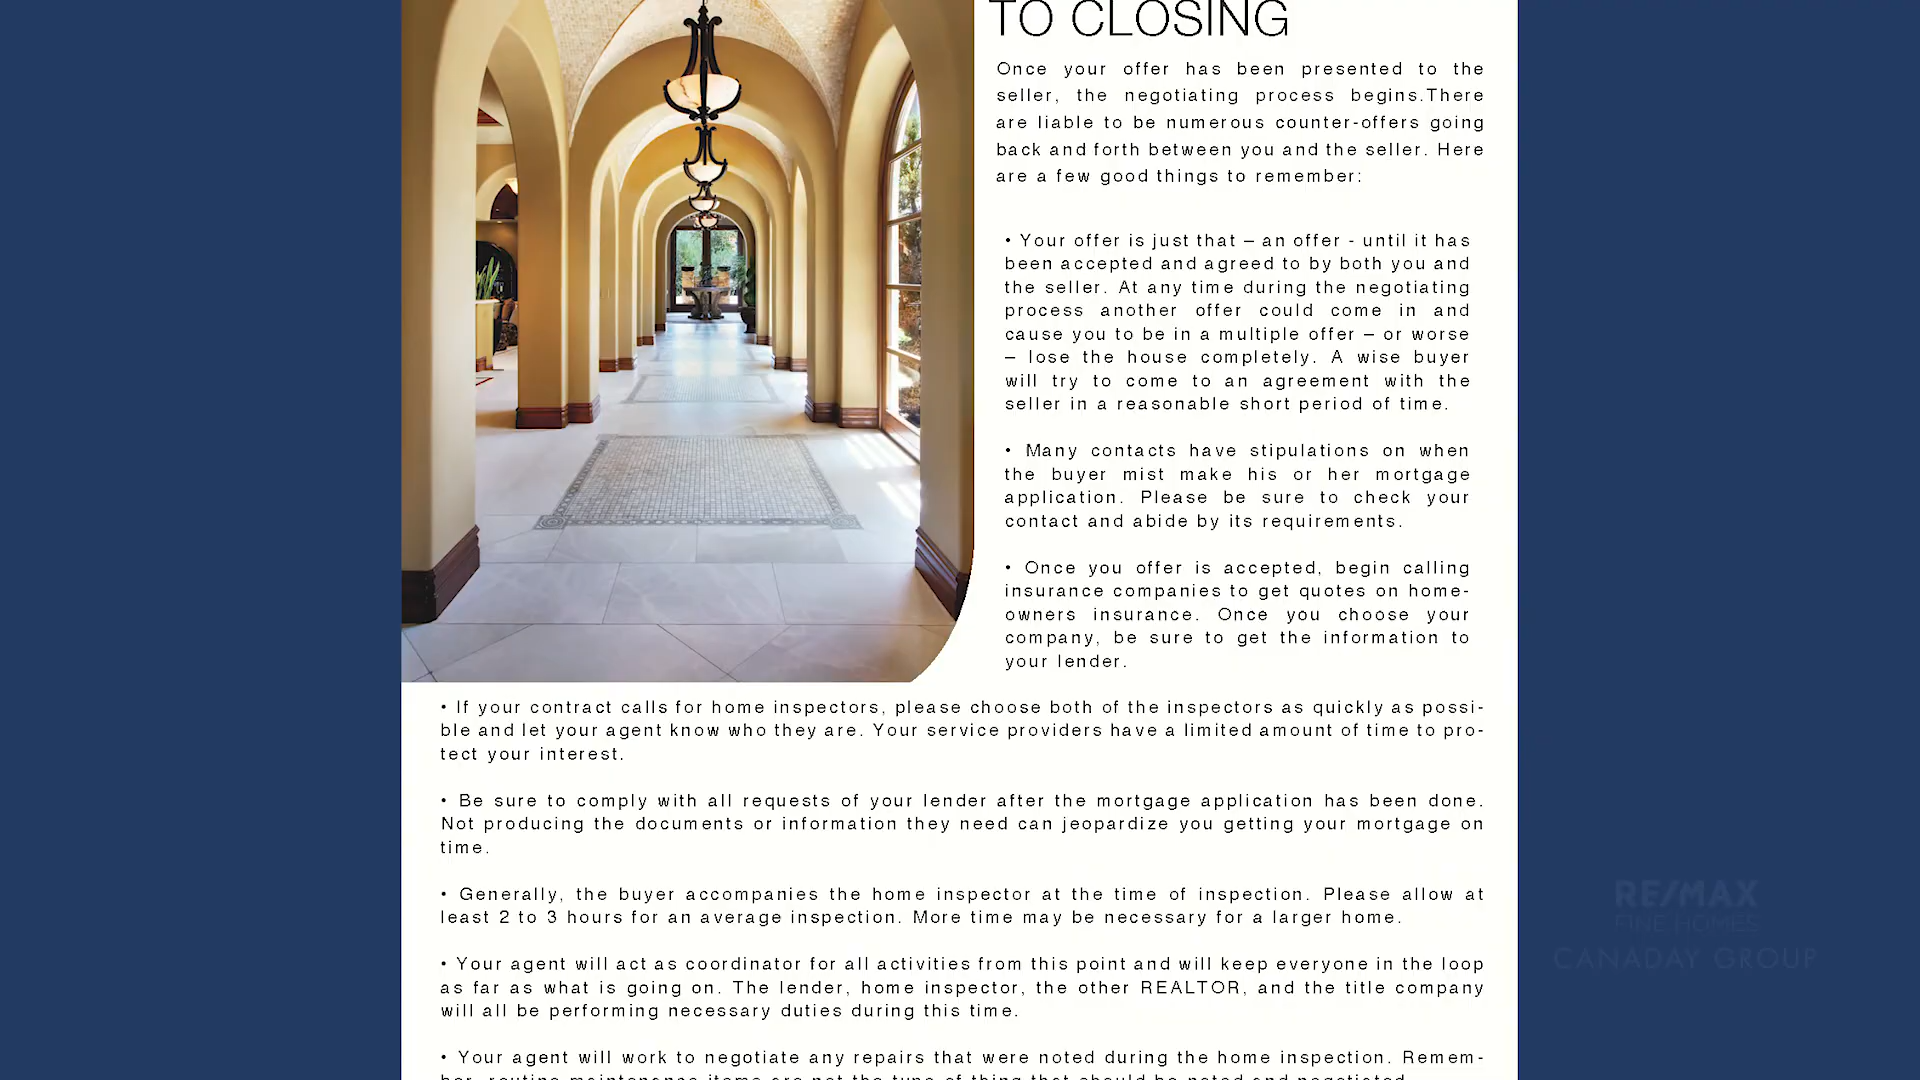 TO CLOSING
Once your offer has been presented to the
seller, the negotiating process begins.There
are liable to be numerous counter-offers going
back and forth between you and the seller. Here
are a few good things to remember:
• Your offer is just that – an offer - until it has
been accepted and agreed to by both you and
the seller. At any time during the negotiating
process another offer could come in and
cause you to be in a multiple offer – or worse
– lose the house completely. A wise buyer
will try to come to an agreement with the
seller in a reasonable short period of time.
• Many contacts have stipulations on when
the buyer mist make his or her mortgage
application. Please be sure to check your
contact and abide by its requirements.
• Once you offer is accepted, begin calling
insurance companies to get quotes on home-
owners insurance. Once you choose your
company, be sure to get the information to
your lender.
• If your contract calls for home inspectors, please choose both of the inspectors as quickly as possi-
ble and let your agent know who they are. Your service providers have a limited amount of time to pro-
tect your interest.
• Be sure to comply with all requests of your lender after the mortgage application has been done.
Not producing the documents or information they need can jeopardize you getting your mortgage on
time.
• Generally, the buyer accompanies the home inspector at the time of inspection. Please allow at
least 2 to 3 hours for an average inspection. More time may be necessary for a larger home.
• Your agent will act as coordinator for all activities from this point and will keep everyone in the loop
as far as what is going on. The lender, home inspector, the other REALTOR, and the title company
will all be performing necessary duties during this time.
• Your agent will work to negotiate any repairs that were noted during the home inspection. Remem-
ber, routine maintenance items are not the type of thing that should be noted and negotiated.
RE/MAX
FINE HOMES
CANADAY GROUP